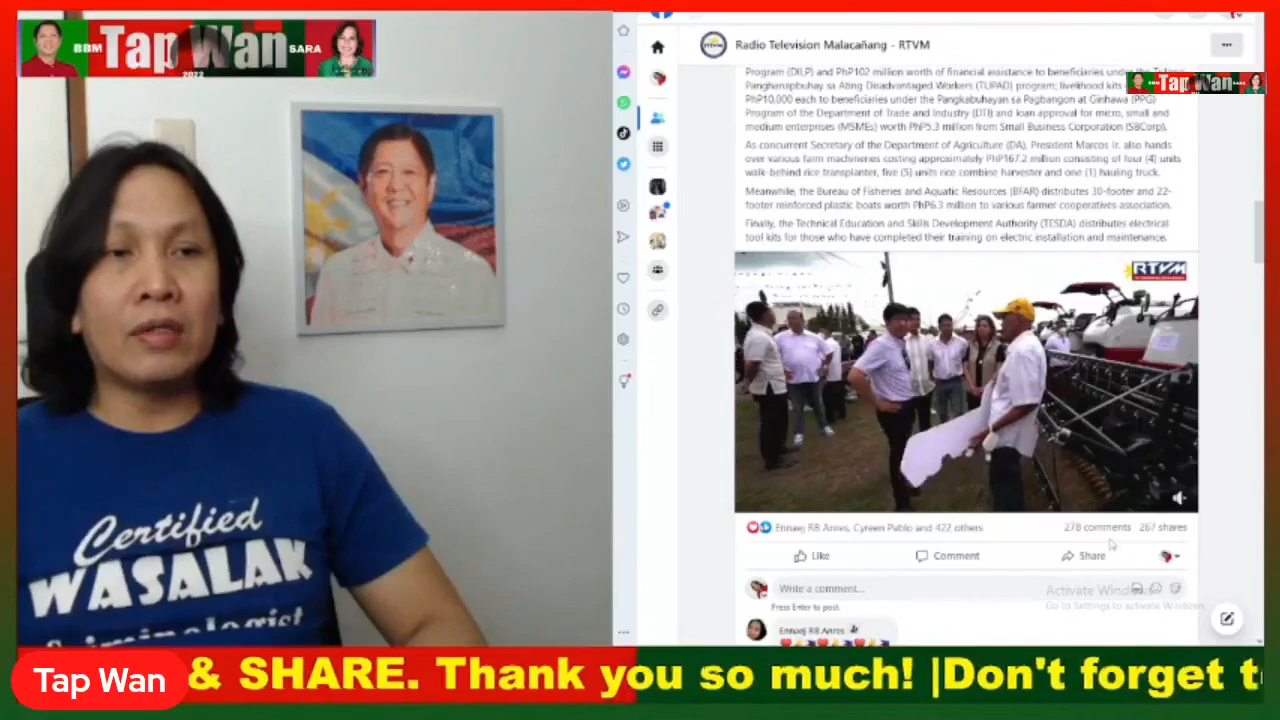 BBM Tap Wan SARA
2022
Radio Television Malacañang - RTVM
Program (DILP) and PhP102 million worth of financial assistance to beneficiaries under the Tulong
Panghanapbuhay sa Ating Disadvantaged Workers (TUPAD) program; livelihood kits
PhP10,000 each to beneficiaries under the Pangkabuhayan sa Pagbangon at Ginhawa (PPG)
Program of the Department of Trade and Industry (DTI) and loan approval for micro, small and
medium enterprises (MSMEs) worth PhP5.3 million from Small Business Corporation (SBCorp).
As concurrent Secretary of the Department of Agriculture (DA), President Marcos Jr. also hands
over various farm machineries costing approximately PhP167.2 million consisting of four (4) units
walk-behind rice transplanter, five (5) units rice combine harvester and one (1) hauling truck.
Meanwhile, the Bureau of Fisheries and Aquatic Resources (BFAR) distributes 30-footer and 22-
footer reinforced plastic boats worth PhP6.3 million to various farmer cooperatives association.
Finally, the Technical Education and Skills Development Authority (TESDA) distributes electrical
tool kits for those who have completed their training on electric installation and maintenance.
BBM Tap Wan SARA
RTVM
Ennaej RB Anres, Cyreen Pablo and 422 others
278 comments 267 shares
Like Comment Share
Write a comment...
Press Enter to post.
Ennaej RB Anres
Activate Windows
Go to Settings to activate Windows.
Certified
WASALAK
Criminologist
Tap Wan
& SHARE. Thank you so much! |Don't forget t